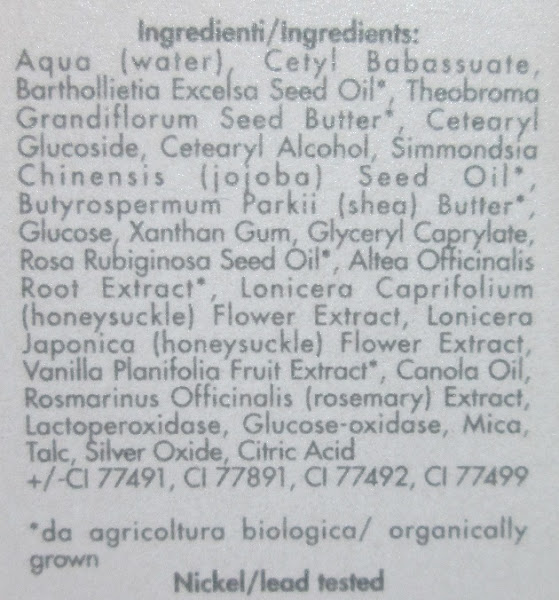 Ingredienti/ingredients:
Aqua (water), Cetyl Babassuate,
Barthollietia Excelsa Seed Oil*, Theobroma
Grandiflorum Seed Butter*, Cetearyl
Glucoside, Cetearyl Alcohol, Simmondsia
Chinensis (jojoba) Seed Oil*,
Butyrospermum Parkii (shea) Butter*,
Glucose, Xanthan Gum, Glyceryl Caprylate,
Rosa Rubiginosa Seed Oil*, Altea Officinalis
Root Extract*, Lonicera Caprifolium
(honeysuckle) Flower Extract, Lonicera
Japonica (honeysuckle) Flower Extract,
Vanilla Planifolia Fruit Extract*, Canola Oil,
Rosmarinus Officinalis (rosemary) Extract,
Lactoperoxidase, Glucose-oxidase, Mica,
Talc, Silver Oxide, Citric Acid
+/-CI 77491, CI 77891, CI 77492, CI 77499
*da agricoltura biologica/ organically
grown
Nickel/lead tested